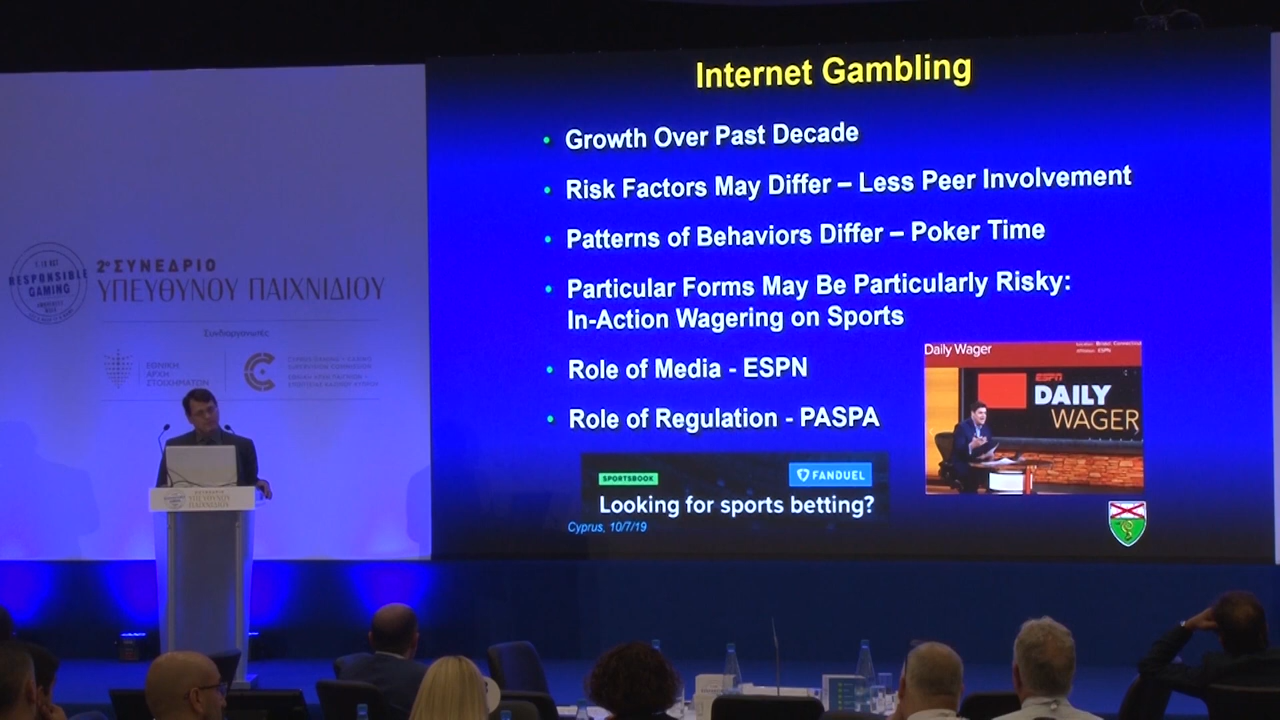 RESPONSIBLE
GAMING
2º ΣΥΝΕΔΡΙΟ
ΥΠΕΥΘΥΝΟΥ ΠΑΙΧΝΙΔΙΟΥ
Συνδιοργανωτές
ΕΘΝΙΚΗ
ΑΡΧΗ
ΣΤΟΙΧΗΜΑΤΩΝ
ΣΥΝΕΔΡΙΟ
ΥΠΕΥΘΥΝΟΥ
ΠΑΙΧΝΙΔΙΟΥ
Internet Gambling
• Growth Over Past Decade
• Risk Factors May Differ – Less Peer Involvement
• Patterns of Behaviors Differ – Poker Time
• Particular Forms May Be Particularly Risky:
In-Action Wagering on Sports
• Role of Media - ESPN
• Role of Regulation - PASPA
Daily Wager
ESPN
DAILY
WAGER
SPORTSBOOK
FANDUEL
Looking for sports betting?
Cyprus, 10/7/19